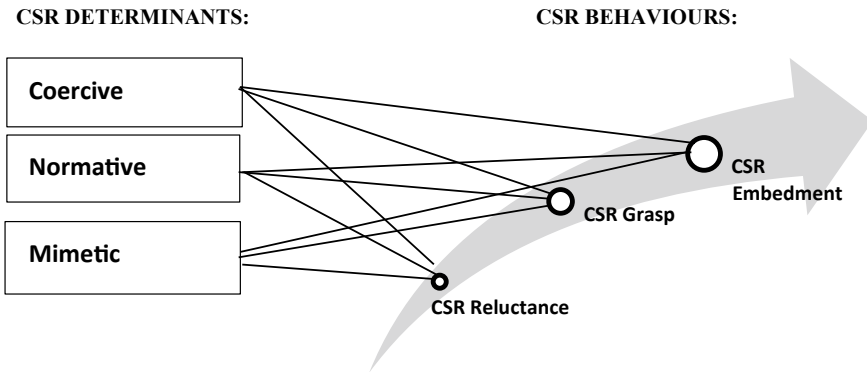 CSR DETERMINANTS:
CSR BEHAVIOURS:
Coercive
Normative
Mimetic
CSR
Embedment
CSR Grasp
CSR Reluctance